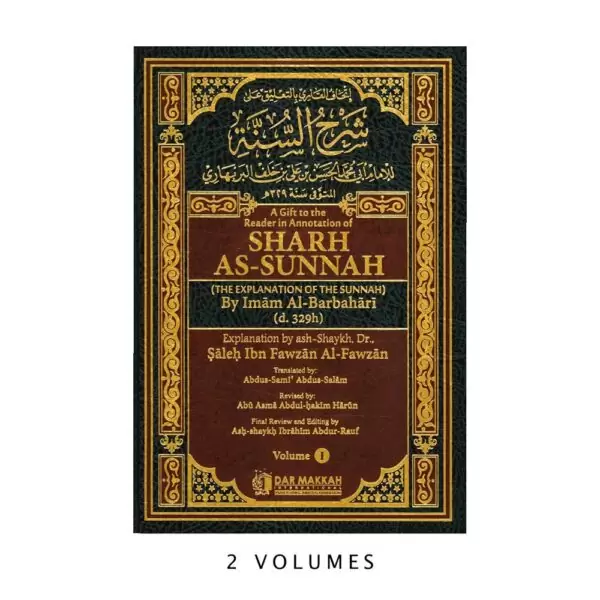 إتحاف القاري بالتعليق على
شرح السنة
للإمام أبي محمد الحسن بن علي بن خلف البربهاري
المتوفى سنة ٣٢٩هـ
A Gift to the
Reader in Annotation of
SHARH
AS-SUNNAH
(THE EXPLANATION OF THE SUNNAH)
By Imām Al-Barbahārī
(d. 329h)
Explanation by ash-Shaykh, Dr.,
Ṣāleḥ Ibn Fawzān Al-Fawzān
Translated by:
Abdus-Samī' Abdus-Salām
Revised by:
Abū Asmā Abdul-ḥakīm Hārūn
Final Review and Editing by
Aṣḥ-shaykh Ibrāhīm Abdur-Rauf
Volume I
DAR MAKKAH
INTERNATIONAL
2 VOLUMES